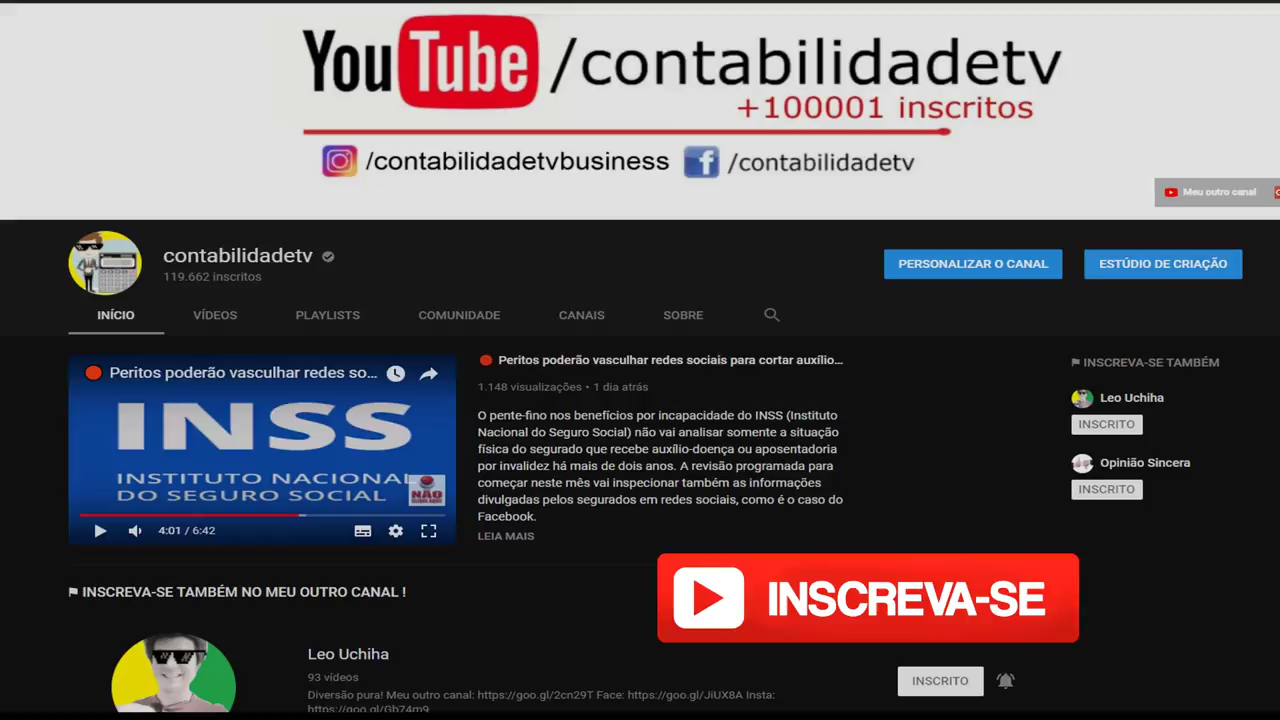 YouTube/contabilidadetv
+100001 inscritos
/contabilidadetvbusiness /contabilidadetv
Meu outro canal
contabilidadetv
119.662 inscritos
PERSONALIZAR O CANAL
ESTÚDIO DE CRIAÇÃO
INÍCIO VÍDEOS PLAYLISTS COMUNIDADE CANAIS SOBRE
Peritos poderão vasculhar redes so...
INSS
INSTITUTO NACIONAL
DO SEGURO SOCIAL
NÃO
4:01 / 6:42
Peritos poderão vasculhar redes sociais para cortar auxílio...
1.148 visualizações • 1 dia atrás
O pente-fino nos benefícios por incapacidade do INSS (Instituto
Nacional do Seguro Social) não vai analisar somente a situação
física do segurado que recebe auxílio-doença ou aposentadoria
por invalidez há mais de dois anos. A revisão programada para
começar neste mês vai inspecionar também as informações
divulgadas pelos segurados em redes sociais, como é o caso do
Facebook.
LEIA MAIS
INSCREVA-SE TAMBÉM
Leo Uchiha
INSCRITO
Opinião Sincera
INSCRITO
INSCREVA-SE
INSCREVA-SE TAMBÉM NO MEU OUTRO CANAL !
Leo Uchiha
93 vídeos
Diversão pura! Meu outro canal: https://goo.gl/2cn29T Face: https://goo.gl/JiUX8A Insta:
https://goo.gl/Gb74m9
INSCRITO